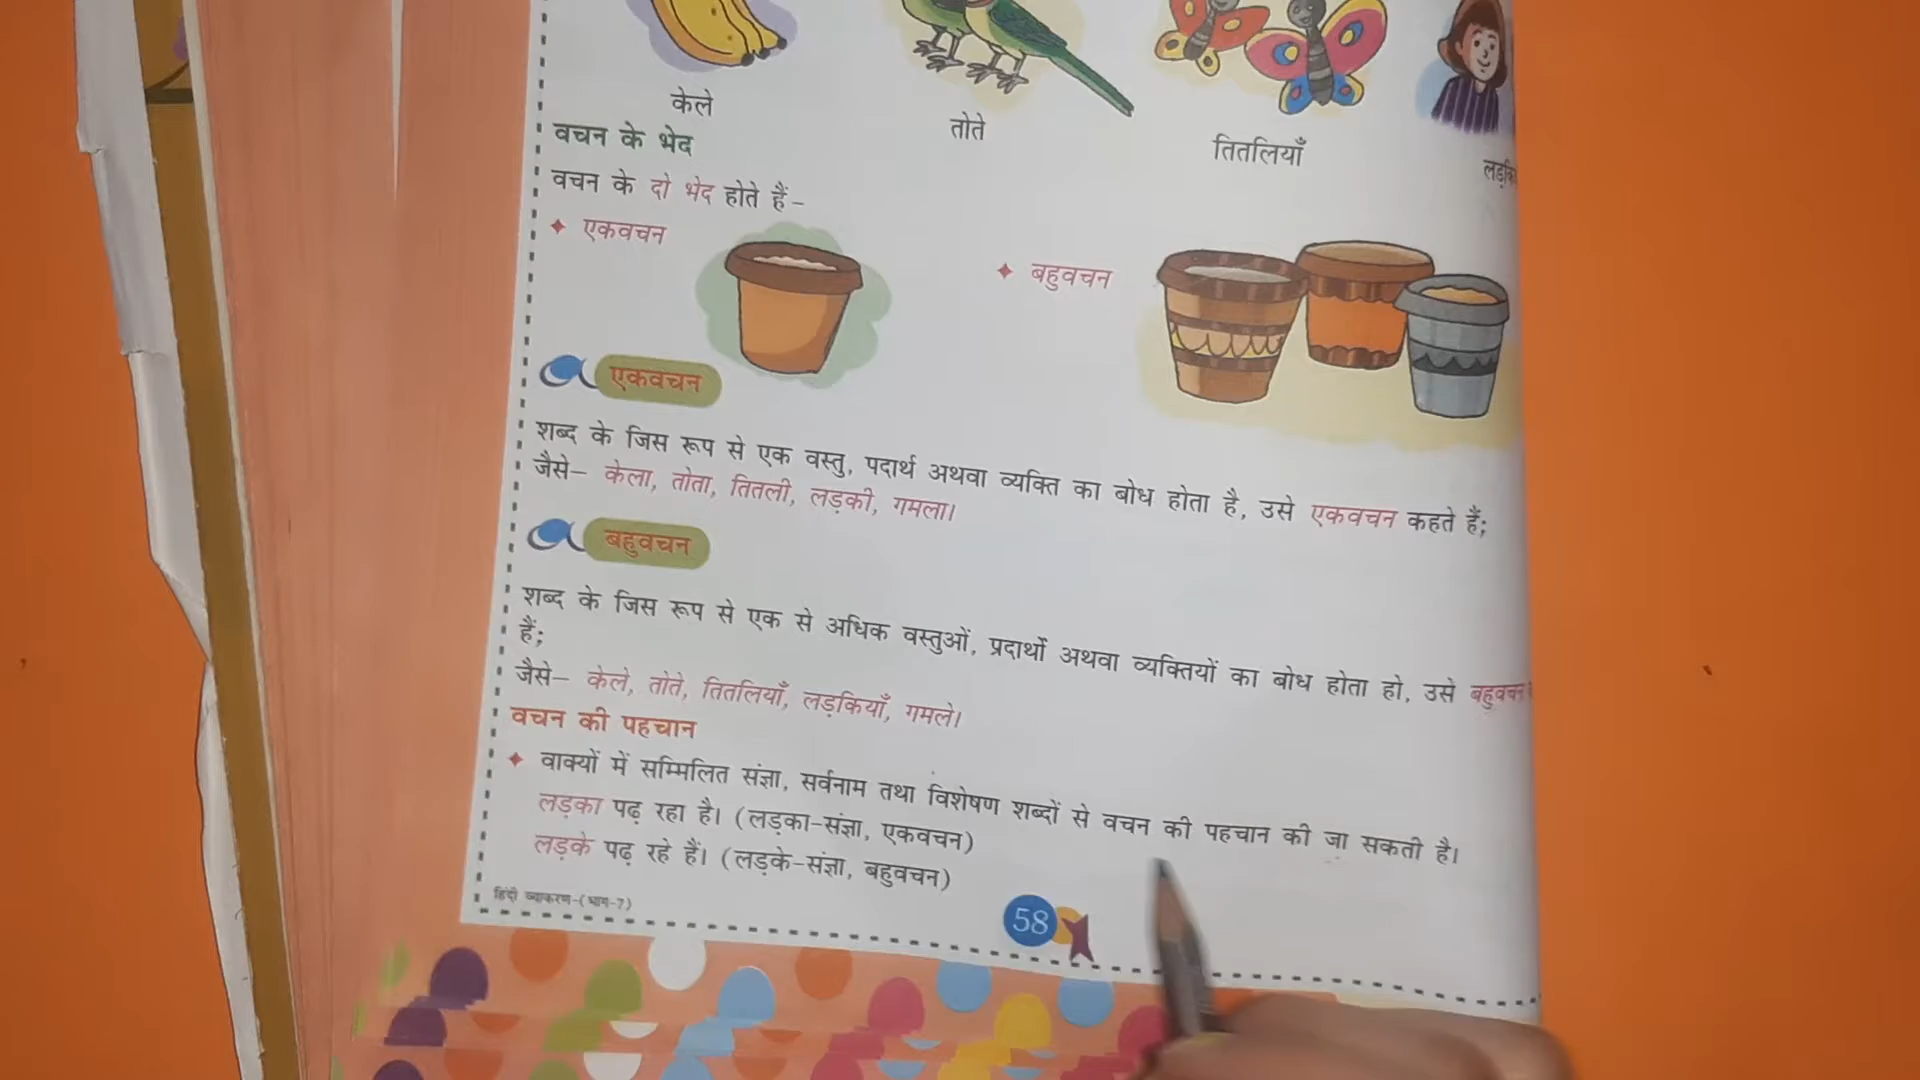 केले
तोते
तितलियाँ
वचन के भेद
वचन के दो भेद होते हैं-
एकवचन
बहुवचन
एकवचन
शब्द के जिस रूप से एक वस्तु, पदार्थ अथवा व्यक्ति का बोध होता है, उसे एकवचन कहते हैं;
जैसे– केला, तोता, तितली, लड़की, गमला।
बहुवचन
शब्द के जिस रूप से एक से अधिक वस्तुओं, प्रदार्थो अथवा व्यक्तियों का बोध होता हो, उसे बहुवचन
हैं;
जैसे– केले, तोते, तितलियाँ, लड़कियाँ, गमले।
वचन की पहचान
वाक्यों में सम्मिलित संज्ञा, सर्वनाम तथा विशेषण शब्दों से वचन की पहचान की जा सकती है।
लड़का पढ़ रहा है। (लड़का-संज्ञा, एकवचन)
लड़के पढ़ रहे हैं। (लड़के-संज्ञा, बहुवचन)
हिंदी व्याकरण-(भाग-7)
58